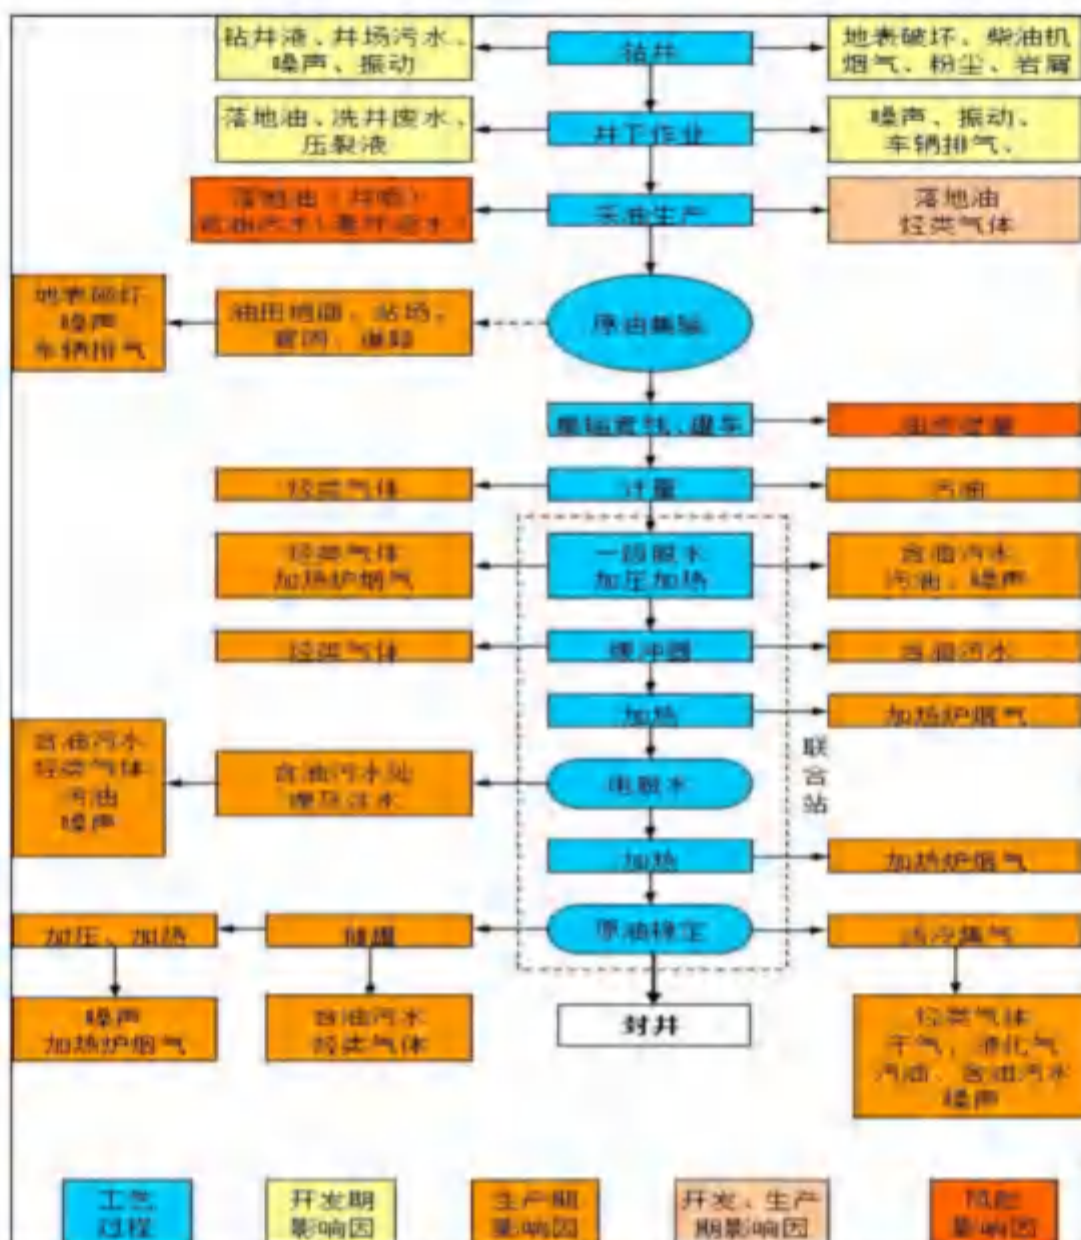 钻井液、井场污水、
噪声、振动
钻井
地表破坏、柴油机
烟气、粉尘、岩屑
落地油、洗井废水、
压裂液
井下作业
噪声、振动、
车辆排气、
落地油（井喷）
采油生产
落地油
烃类气体
地表破坏
噪声
车辆排气
油田道路、站场、
原油集输
集输管线、罐车
烃类气体
计量
污油
烃类气体
加热炉烟气
一段脱水
加压加热
含油污水
污油、噪声
烃类气体
缓冲器
含油污水
加热
加热炉烟气
联合站
含油污水
烃类气体
污油
噪声
含油污水处
理及注水
电脱水
加热
加热炉烟气
加压、加热
储罐
原油稳定
噪声
加热炉烟气
含油污水
烃类气体
封井
烃类气体
干气、液化气
污油、含油污水
噪声
工艺
过程
开发期
影响因
生产期
影响因
开发、生产
期影响因
风险
影响因